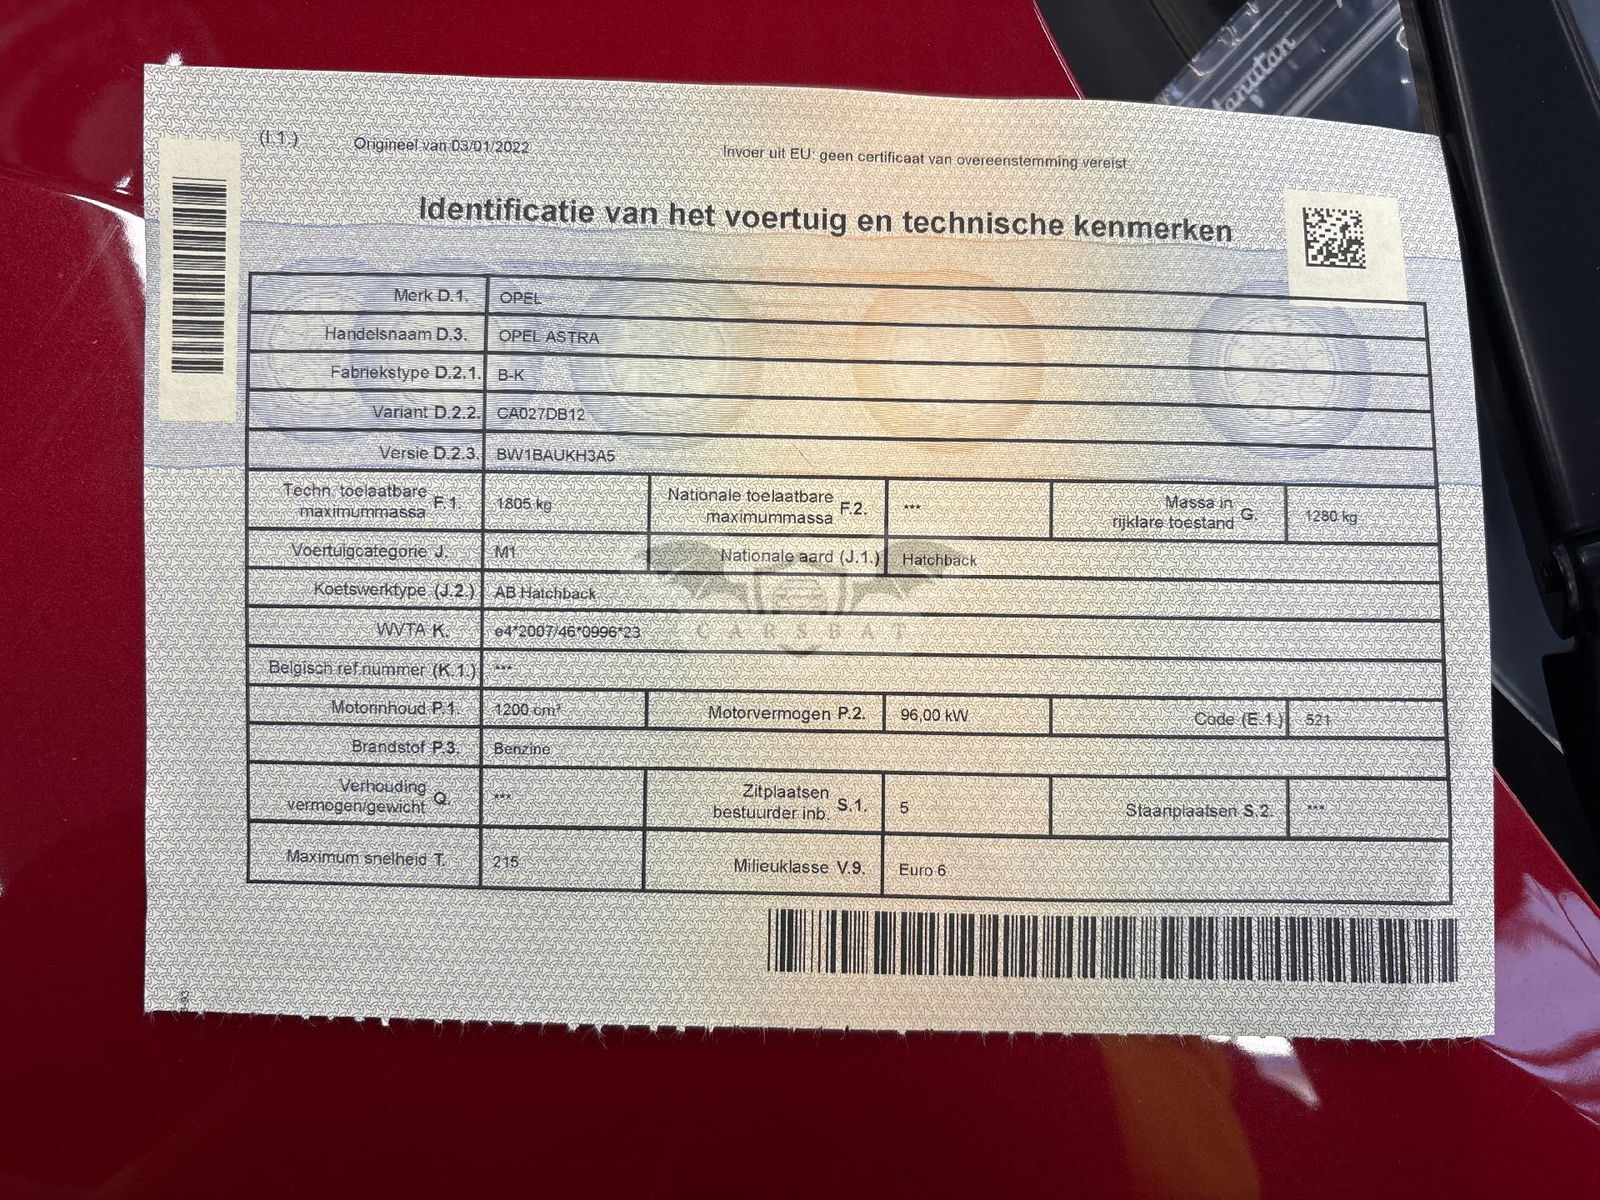 anutan
(I.1.) Origineel van 03/01/2022 Invoer uit EU: geen certificaat van overeenstemming vereist
Identificatie van het voertuig en technische kenmerken
Merk D.1. OPEL
Handelsnaam D.3. OPEL ASTRA
Fabriekstype D.2.1. B-K
Variant D.2.2. CA027DB12
Versie D.2.3. BW1BAUKH3A5
Techn. toelaatbare maximummassa F.1. 1805 kg Nationale toelaatbare maximummassa F.2. *** Massa in rijklare toestand G. 1280 kg
Voertuigcategorie J. M1 Nationale aard (J.1.) Hatchback
Koetswerktype (J.2.) AB Hatchback
WVTA K. e4*2007/46*0996*23
CARSBAT
Belgisch ref.nummer (K.1.) ***
Motorinhoud P.1. 1200 cm³ Motorvermogen P.2. 96,00 kW Code (E.1.) 521
Brandstof P.3. Benzine
Verhouding vermogen/gewicht Q. *** Zitplaatsen bestuurder inb. S.1. 5 Staanplaatsen S.2. ***
Maximum snelheid T. 215 Milieuklasse V.9. Euro 6